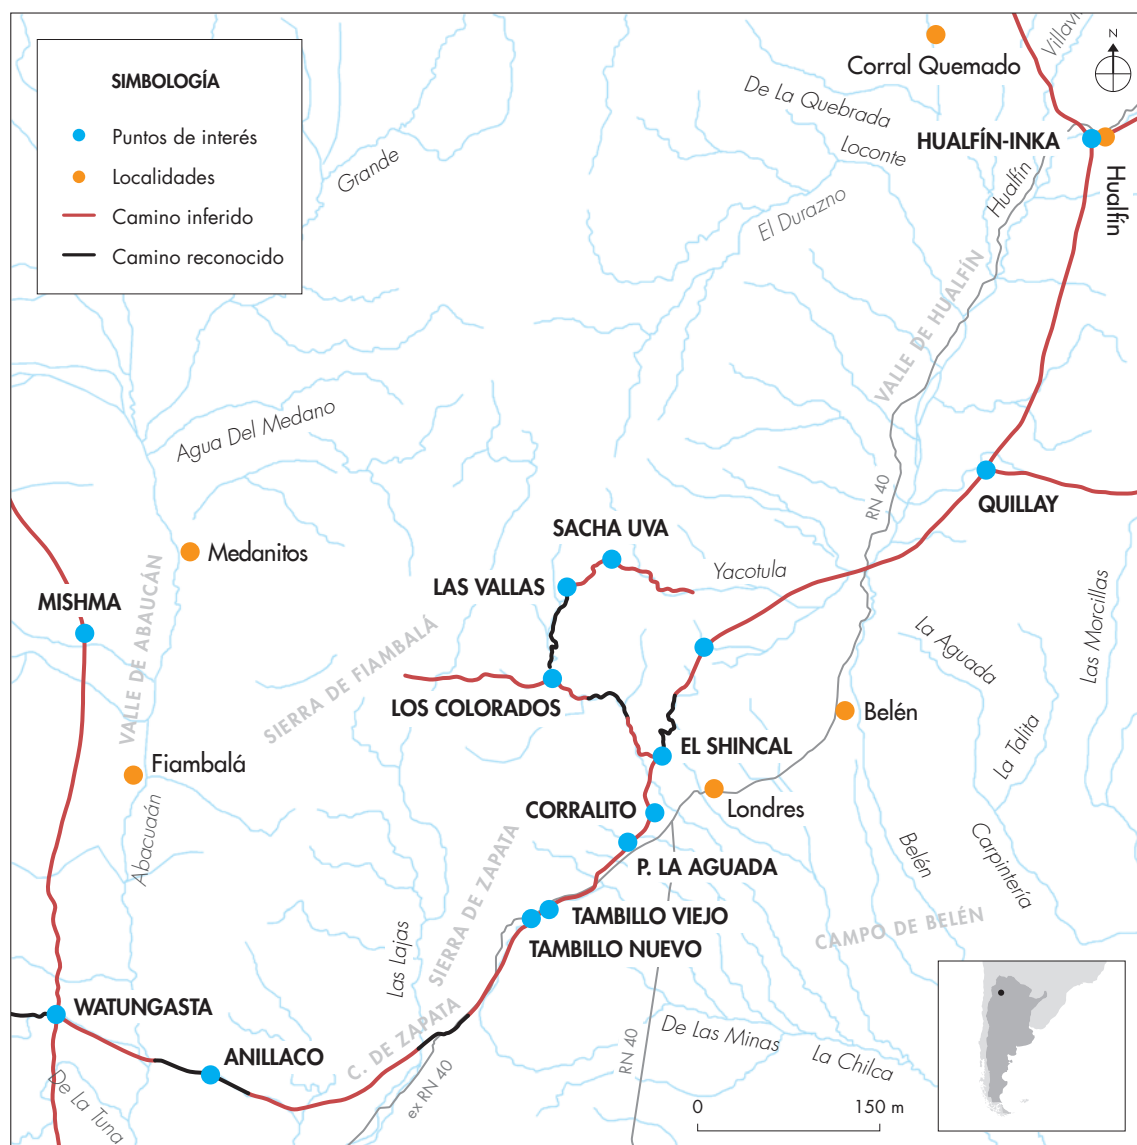 SIMBOLOGÍA
Puntos de interés
Localidades
Camino inferido
Camino reconocido
Villavil
N
Corral Quemado
De La Quebrada
HUALFÍN-INKA
Loconte
Grande
Hualfín
Hualfín
El Durazno
VALLE DE HUALFÍN
Agua Del Medano
RN 40
QUILLAY
SACHA UVA
Medanitos
Yacotula
LAS VALLAS
MISHMA
VALLE DE ABAUCÁN
Las Morcillas
La Aguada
SIERRA DE FIAMBALÁ
LOS COLORADOS
Belén
EL SHINCAL
La Talita
Fiambalá
Londres
CORRALITO
Abacuaán
SIERRA DE ZAPATA
P. LA AGUADA
Belén
Carpintería
TAMBILLO VIEJO
CAMPO DE BELÉN
TAMBILLO NUEVO
Las Lajas
WATUNGASTA
C. DE ZAPATA
De Las Minas
ANILLACO
RN 40
La Chilca
ex RN 40
De La Tuna
0 150 m